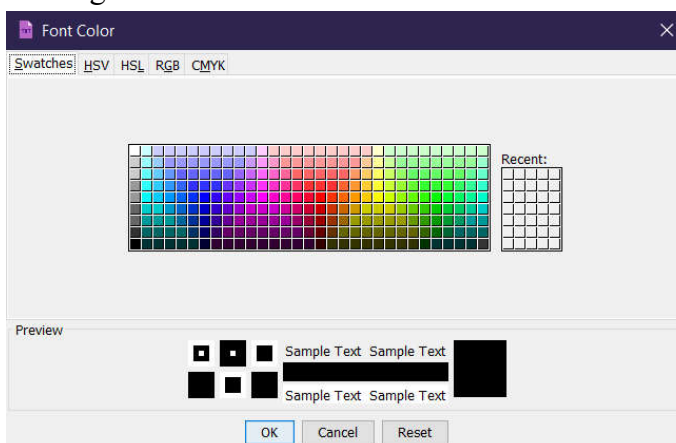 Font Color
Swatches HSV HSL RGB CMYK
Recent:
Preview
Sample Text Sample Text
Sample Text Sample Text
OK Cancel Reset